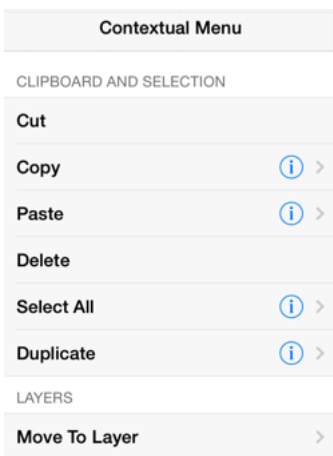 Contextual Menu
CLIPBOARD AND SELECTION
Cut
Copy
Paste
Delete
Select All
Duplicate
LAYERS
Move To Layer